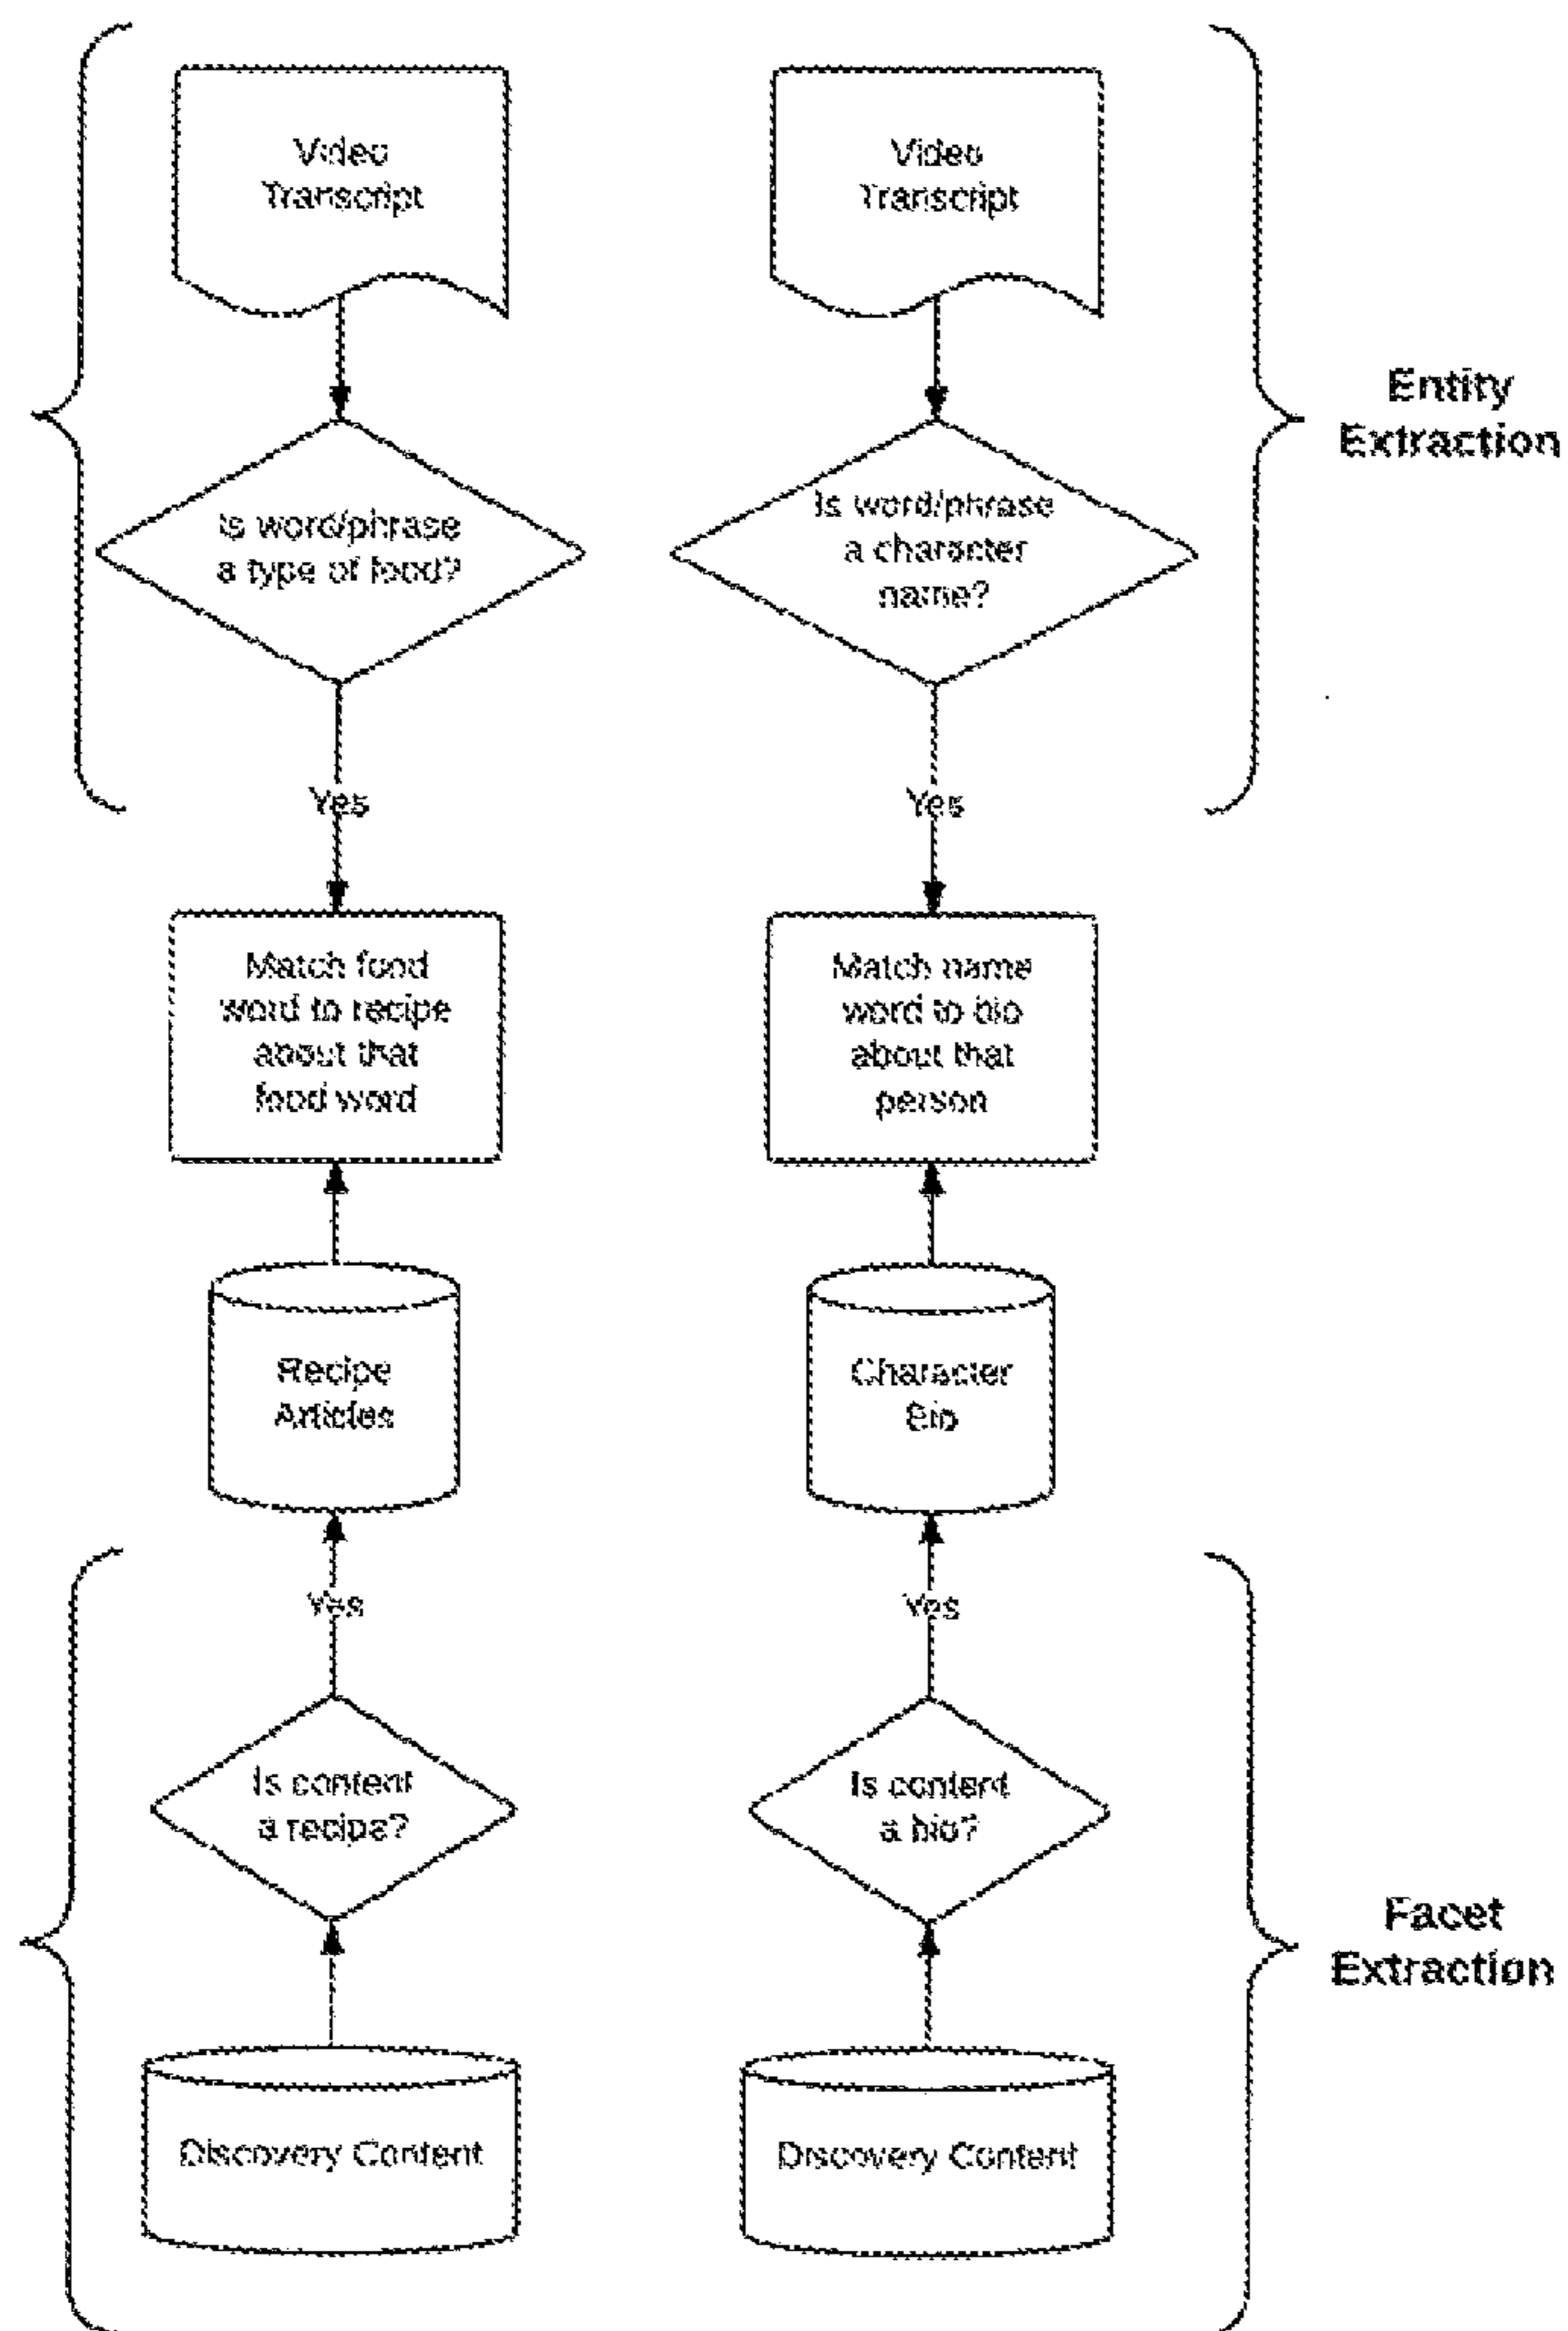 Video
Transcript
Video
Transcript
Entity
Extraction
Is word/phrase
a type of food?
Is word/phrase
a character
name?
Yes
Yes
Match food
word to recipe
about that
food word
Match name
word to bio
about that
person
Recipe
Articles
Character
Bio
Yes
Yes
Is content
a recipe?
Is content
a bio?
Facet
Extraction
Discovery Content
Discovery Content